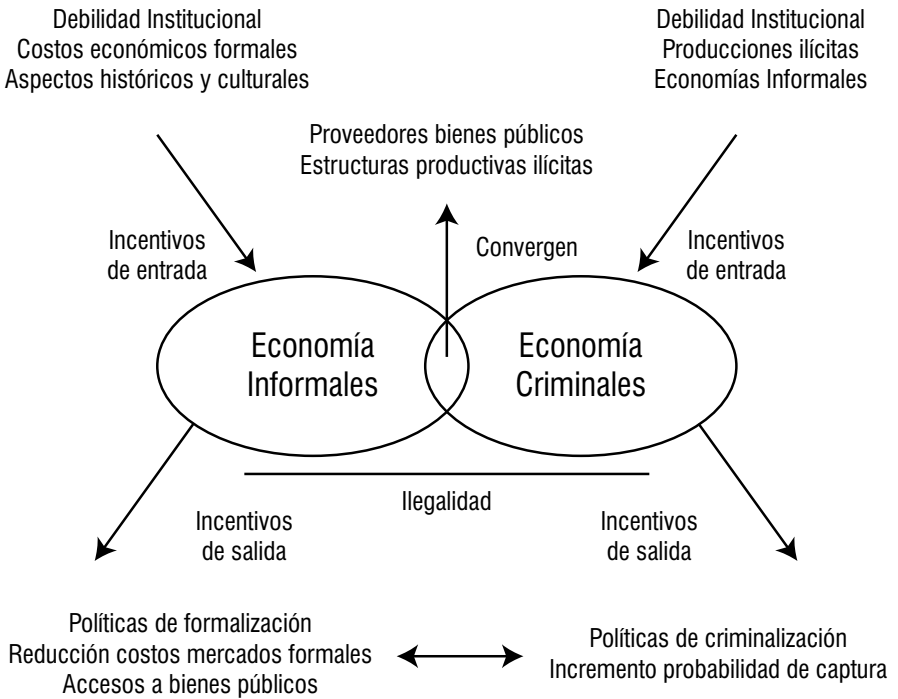 Debilidad Institucional
Costos económicos formales
Aspectos históricos y culturales
Debilidad Institucional
Producciones ilícitas
Economías Informales
Proveedores bienes públicos
Estructuras productivas ilícitas
Incentivos
de entrada
Convergen
Incentivos
de entrada
Economía
Informales
Economía
Criminales
Ilegalidad
Incentivos
de salida
Incentivos
de salida
Políticas de formalización
Reducción costos mercados formales
Accesos a bienes públicos
Políticas de criminalización
Incremento probabilidad de captura